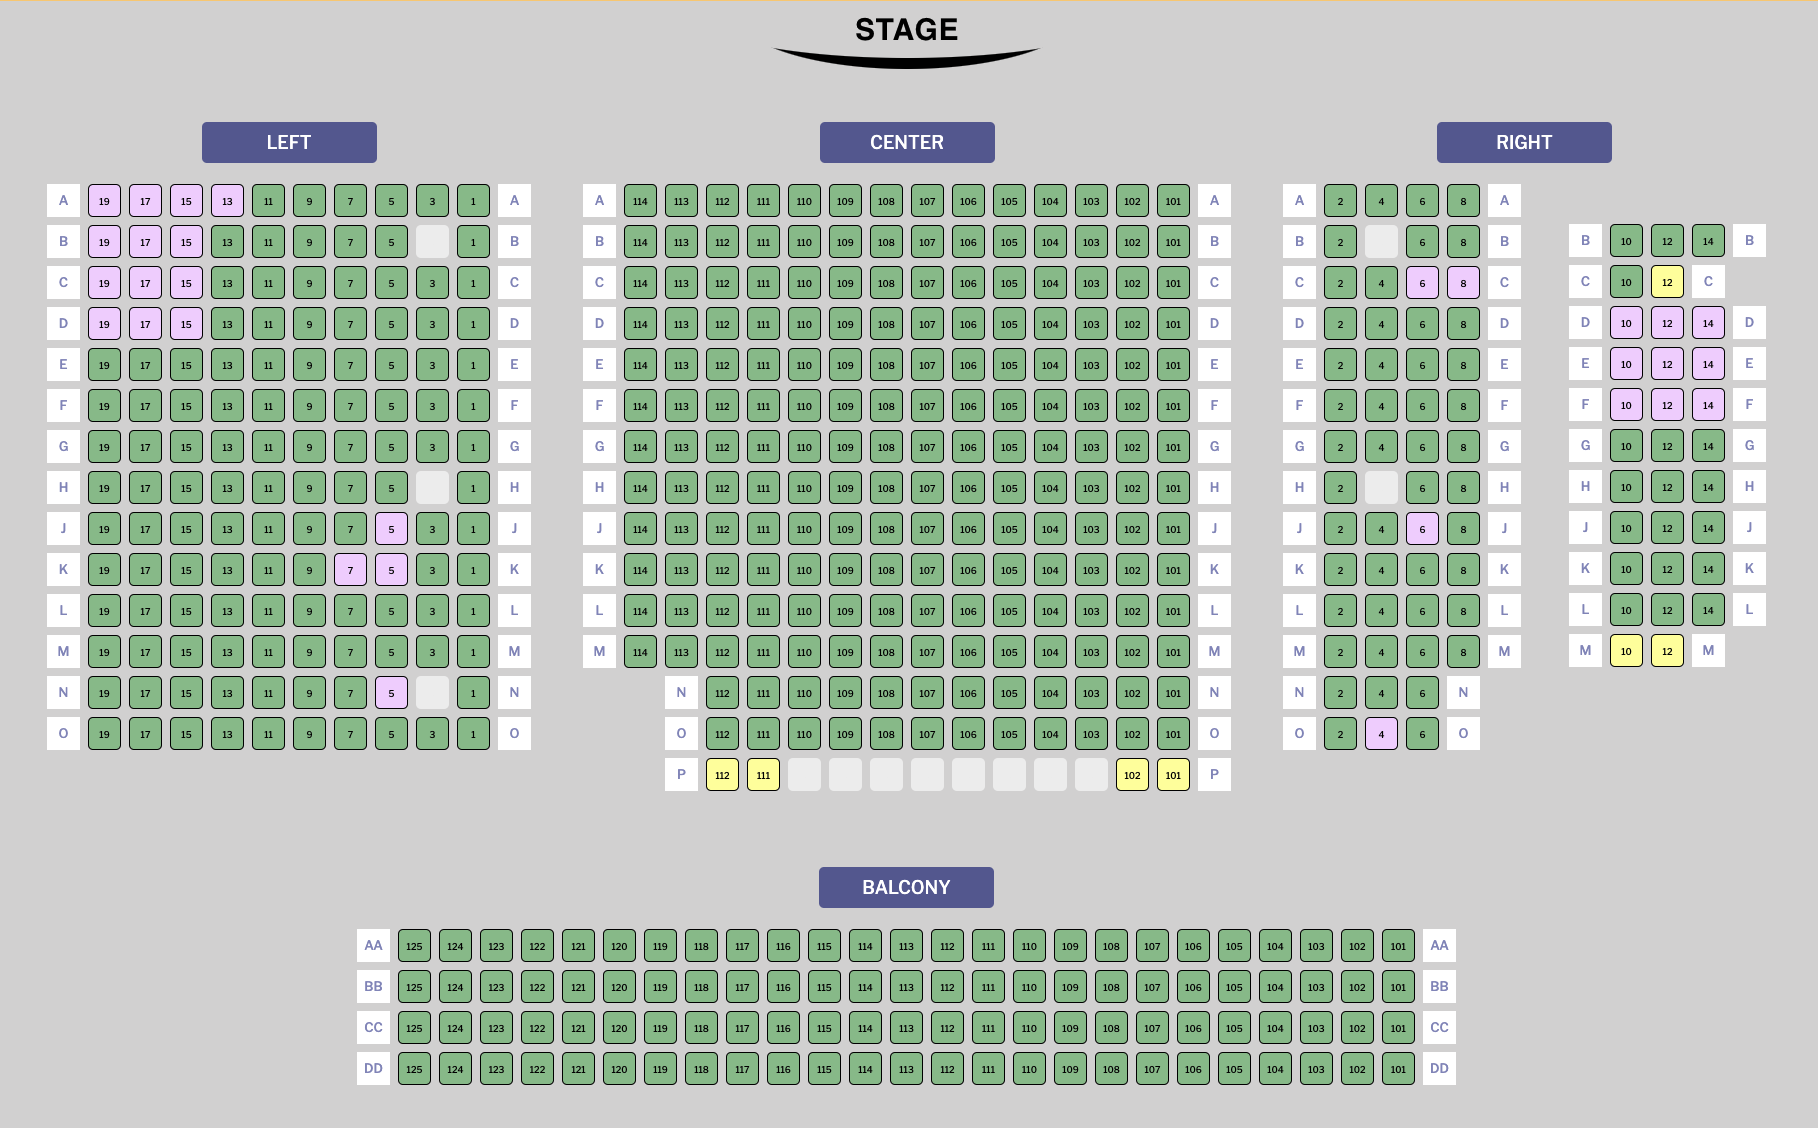 STAGE
LEFT CENTER RIGHT
A 19 17 15 13 11 9 7 5 3 1 A A 114 113 112 111 110 109 108 107 106 105 104 103 102 101 A A 2 4 6 8 A
B 19 17 15 13 11 9 7 5 1 B B 114 113 112 111 110 109 108 107 106 105 104 103 102 101 B B 2 6 8 B B 10 12 14 B
C 19 17 15 13 11 9 7 5 3 1 C C 114 113 112 111 110 109 108 107 106 105 104 103 102 101 C C 2 4 6 8 C C 10 12 C
D 19 17 15 13 11 9 7 5 3 1 D D 114 113 112 111 110 109 108 107 106 105 104 103 102 101 D D 2 4 6 8 D D 10 12 14 D
E 19 17 15 13 11 9 7 5 3 1 E E 114 113 112 111 110 109 108 107 106 105 104 103 102 101 E E 2 4 6 8 E E 10 12 14 E
F 19 17 15 13 11 9 7 5 3 1 F F 114 113 112 111 110 109 108 107 106 105 104 103 102 101 F F 2 4 6 8 F F 10 12 14 F
G 19 17 15 13 11 9 7 5 3 1 G G 114 113 112 111 110 109 108 107 106 105 104 103 102 101 G G 2 4 6 8 G G 10 12 14 G
H 19 17 15 13 11 9 7 5 1 H H 114 113 112 111 110 109 108 107 106 105 104 103 102 101 H H 2 6 8 H H 10 12 14 H
J 19 17 15 13 11 9 7 5 3 1 J J 114 113 112 111 110 109 108 107 106 105 104 103 102 101 J J 2 4 6 8 J J 10 12 14 J
K 19 17 15 13 11 9 7 5 3 1 K K 114 113 112 111 110 109 108 107 106 105 104 103 102 101 K K 2 4 6 8 K K 10 12 14 K
L 19 17 15 13 11 9 7 5 3 1 L L 114 113 112 111 110 109 108 107 106 105 104 103 102 101 L L 2 4 6 8 L L 10 12 14 L
M 19 17 15 13 11 9 7 5 3 1 M M 114 113 112 111 110 109 108 107 106 105 104 103 102 101 M M 2 4 6 8 M M 10 12 M
N 19 17 15 13 11 9 7 5 1 N N 112 111 110 109 108 107 106 105 104 103 102 101 N N 2 4 6 N
O 19 17 15 13 11 9 7 5 3 1 O O 112 111 110 109 108 107 106 105 104 103 102 101 O O 2 4 6 O
P 112 111 102 101 P
BALCONY
AA 125 124 123 122 121 120 119 118 117 116 115 114 113 112 111 110 109 108 107 106 105 104 103 102 101 AA
BB 125 124 123 122 121 120 119 118 117 116 115 114 113 112 111 110 109 108 107 106 105 104 103 102 101 BB
CC 125 124 123 122 121 120 119 118 117 116 115 114 113 112 111 110 109 108 107 106 105 104 103 102 101 CC
DD 125 124 123 122 121 120 119 118 117 116 115 114 113 112 111 110 109 108 107 106 105 104 103 102 101 DD